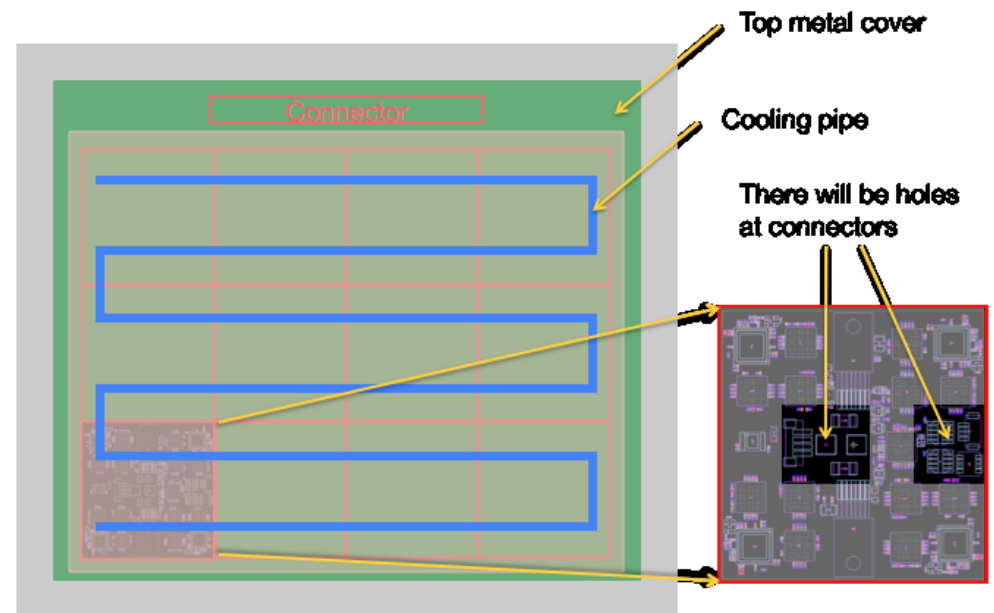 Top metal cover
Connector
Cooling pipe
There will be holes
at connectors